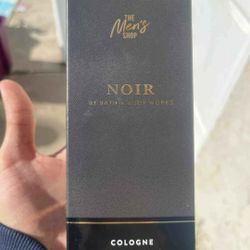 THE
Men's
SHOP
NOIR
BY BATH & BODY WORKS
COLOGNE